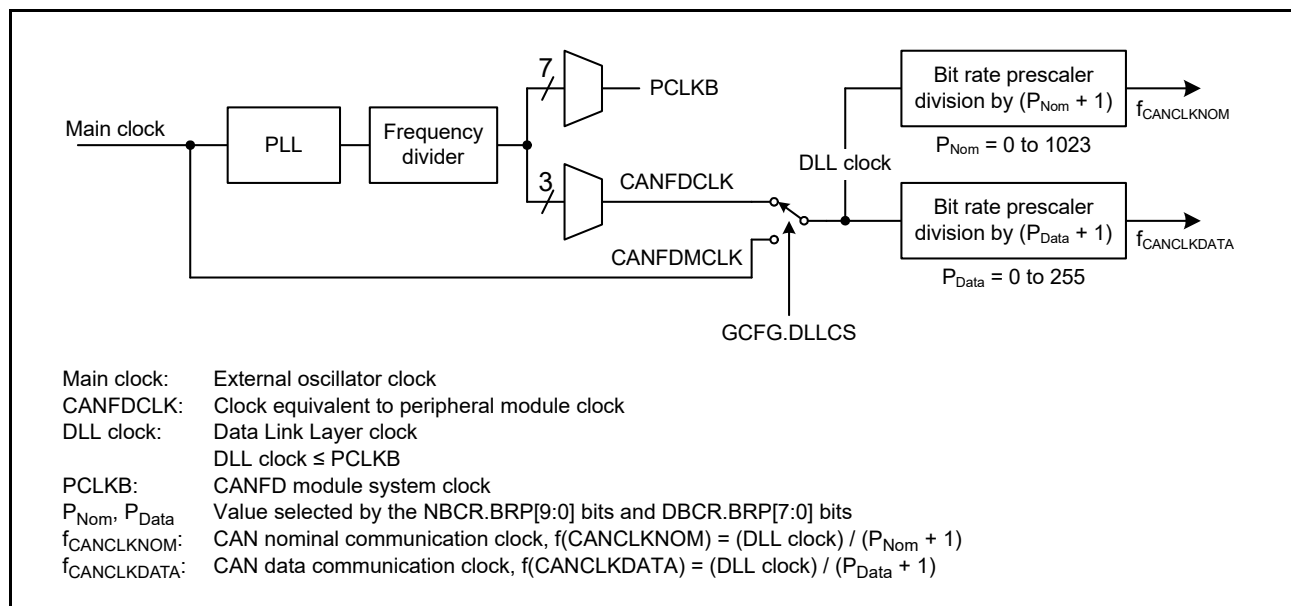 7
PCLKB
Main clock
PLL
Frequency
divider
3
CANFDCLK
CANFDMCLK
GCFG.DLLCS
DLL clock
Bit rate prescaler
division by (PNom + 1)
PNom = 0 to 1023
fCANCLKNOM
Bit rate prescaler
division by (PData + 1)
PData = 0 to 255
fCANCLKDATA
Main clock: External oscillator clock
CANFDCLK: Clock equivalent to peripheral module clock
DLL clock: Data Link Layer clock
DLL clock ≤ PCLKB
PCLKB: CANFD module system clock
PNom, PData Value selected by the NBCR.BRP[9:0] bits and DBCR.BRP[7:0] bits
fCANCLKNOM: CAN nominal communication clock, f(CANCLKNOM) = (DLL clock) / (PNom + 1)
fCANCLKDATA: CAN data communication clock, f(CANCLKDATA) = (DLL clock) / (PData + 1)